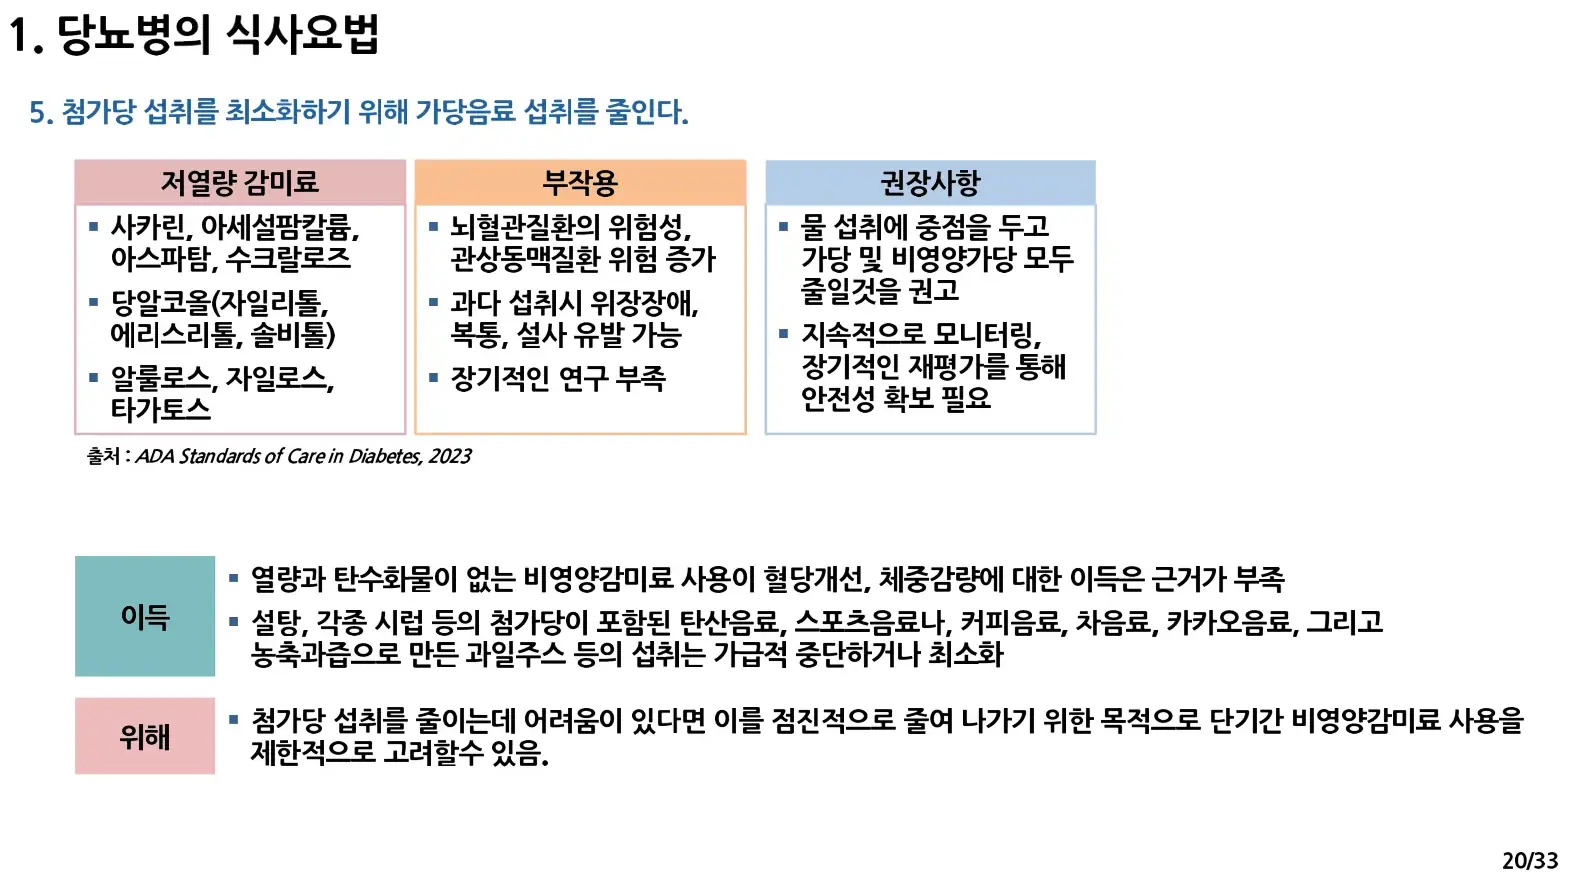 1. 당뇨병의 식사요법
5. 첨가당 섭취를 최소화하기 위해 가당음료 섭취를 줄인다.
저열량 감미료
▪ 사카린, 아세설팜칼륨,
아스파탐, 수크랄로즈
▪ 당알코올(자일리톨,
에리스리톨, 솔비톨)
▪ 알룰로스, 자일로스,
타가토스
부작용
▪ 뇌혈관질환의 위험성,
관상동맥질환 위험 증가
▪ 과다 섭취시 위장장애,
복통, 설사 유발 가능
▪ 장기적인 연구 부족
권장사항
▪ 물 섭취에 중점을 두고
가당 및 비영양가당 모두
줄일것을 권고
▪ 지속적으로 모니터링,
장기적인 재평가를 통해
안전성 확보 필요
출처 : ADA Standards of Care in Diabetes, 2023
이득
▪ 열량과 탄수화물이 없는 비영양감미료 사용이 혈당개선, 체중감량에 대한 이득은 근거가 부족
▪ 설탕, 각종 시럽 등의 첨가당이 포함된 탄산음료, 스포츠음료나, 커피음료, 차음료, 카카오음료, 그리고
농축과즙으로 만든 과일주스 등의 섭취는 가급적 중단하거나 최소화
위해
▪ 첨가당 섭취를 줄이는데 어려움이 있다면 이를 점진적으로 줄여 나가기 위한 목적으로 단기간 비영양감미료 사용을
제한적으로 고려할수 있음.
20/33